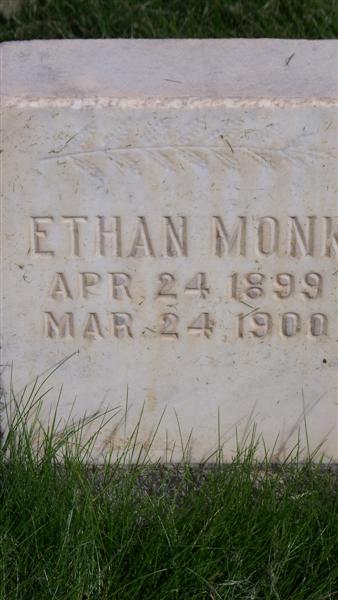 ETHAN MONK
APR 24 1899
MAR 24 1900